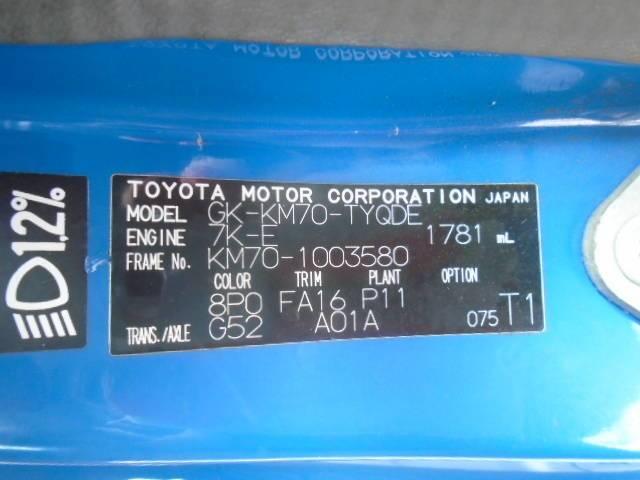 TOYOTA MOTOR CORPORATION JAPAN
MODEL GK-KM70-TYQDE
ENGINE 7K-E 1781 mL
FRAME No. KM70-1003580
COLOR TRIM PLANT OPTION
8P0 FA16 P11
TRANS./AXLE G52 A01A 075 T1
1.2%